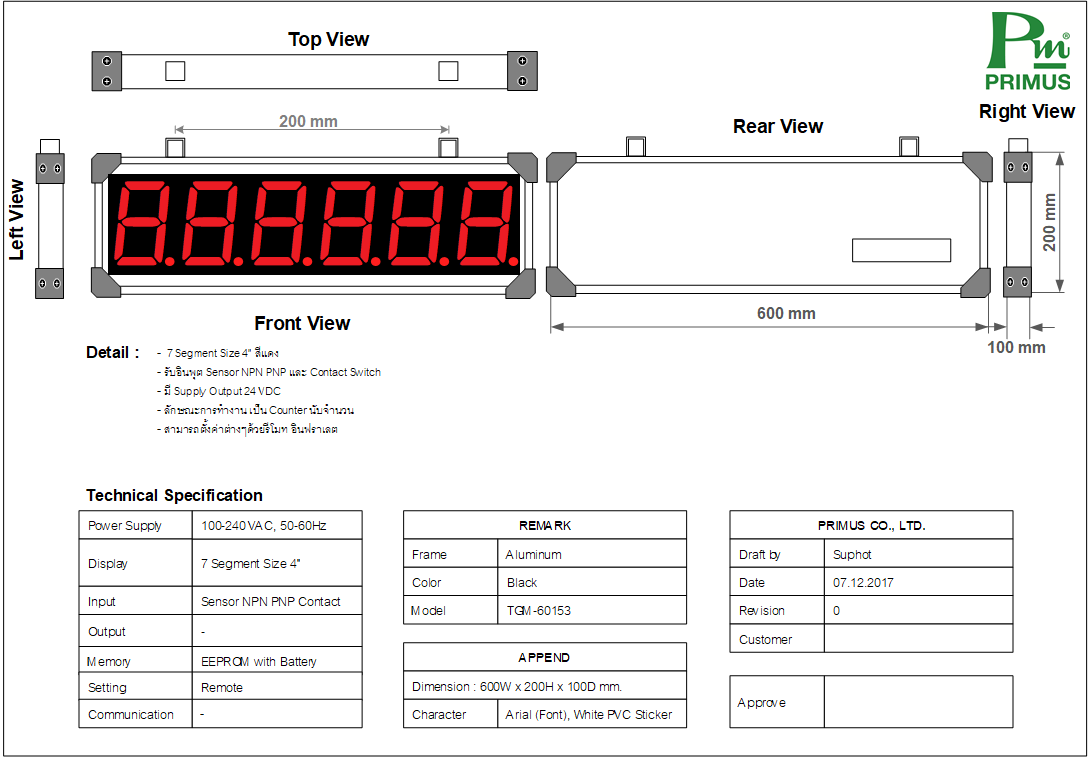 Top View
Pm®
PRIMUS
Right View
Rear View
200 mm
Left View
200 mm
600 mm
100 mm
Front View
Detail :
- 7 Segment Size 4" สีแดง
- รับอินพุต Sensor NPN PNP และ Contact Switch
- มี Supply Output 24 VDC
- ลักษณะการทำงาน เป็น Counter นับจำนวน
- สามารถตั้งค่าต่างๆด้วยรีโมท อินฟราเลต
Technical Specification
Power Supply 100-240 VAC, 50-60Hz
Display 7 Segment Size 4"
Input Sensor NPN PNP Contact
Output -
Memory EEPROM with Battery
Setting Remote
Communication -
REMARK
Frame Aluminum
Color Black
Model TGM-60153
APPEND
Dimension : 600W x 200H x 100D mm.
Character Arial (Font), White PVC Sticker
PRIMUS CO., LTD.
Draft by Suphot
Date 07.12.2017
Revision 0
Customer
Approve